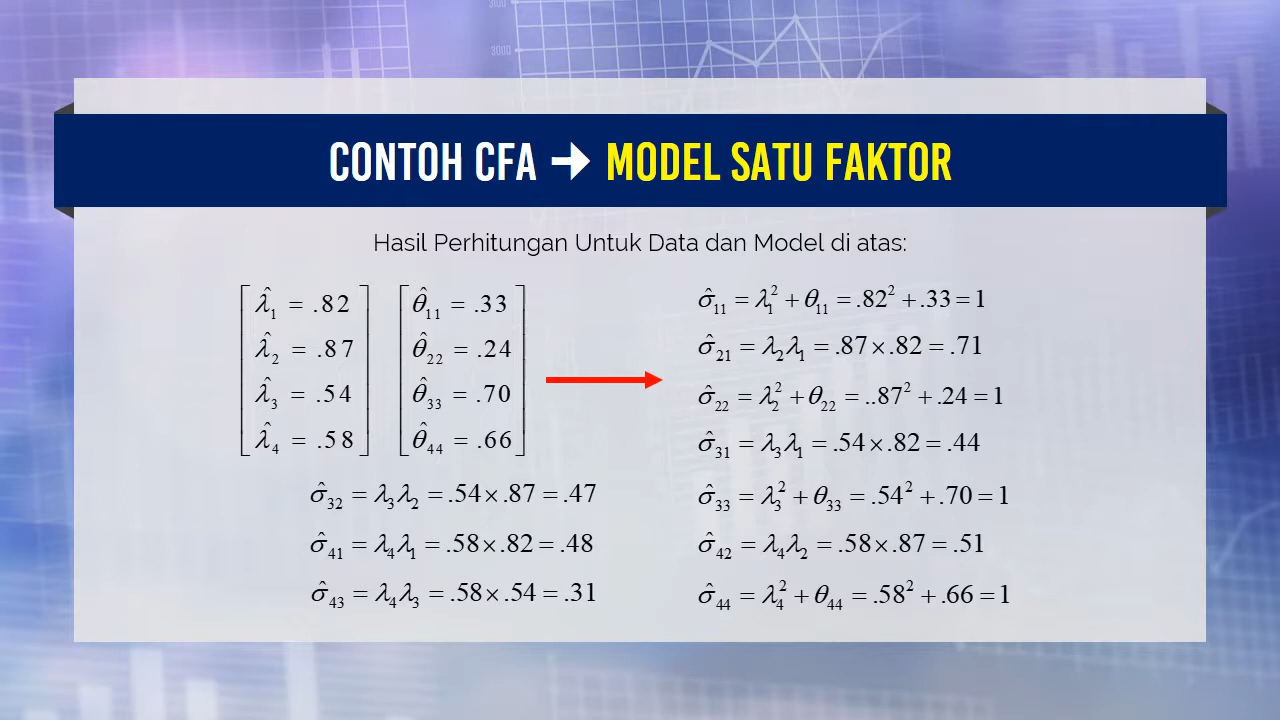 3100
3000
CONTOH CFA ➜ MODEL SATU FAKTOR
Hasil Perhitungan Untuk Data dan Model di atas:
λ̂₁ = .82
λ̂₂ = .87
λ̂₃ = .54
λ̂₄ = .58
θ̂₁₁ = .33
θ̂₂₂ = .24
θ̂₃₃ = .70
θ̂₄₄ = .66
σ̂₃₂ = λ₃λ₂ = .54×.87 = .47
σ̂₄₁ = λ₄λ₁ = .58×.82 = .48
σ̂₄₃ = λ₄λ₃ = .58×.54 = .31
σ̂₁₁ = λ₁² + θ₁₁ = .82² + .33 = 1
σ̂₂₁ = λ₂λ₁ = .87×.82 = .71
σ̂₂₂ = λ₂² + θ₂₂ = ..87² + .24 = 1
σ̂₃₁ = λ₃λ₁ = .54×.82 = .44
σ̂₃₃ = λ₃² + θ₃₃ = .54² + .70 = 1
σ̂₄₂ = λ₄λ₂ = .58×.87 = .51
σ̂₄₄ = λ₄² + θ₄₄ = .58² + .66 = 1